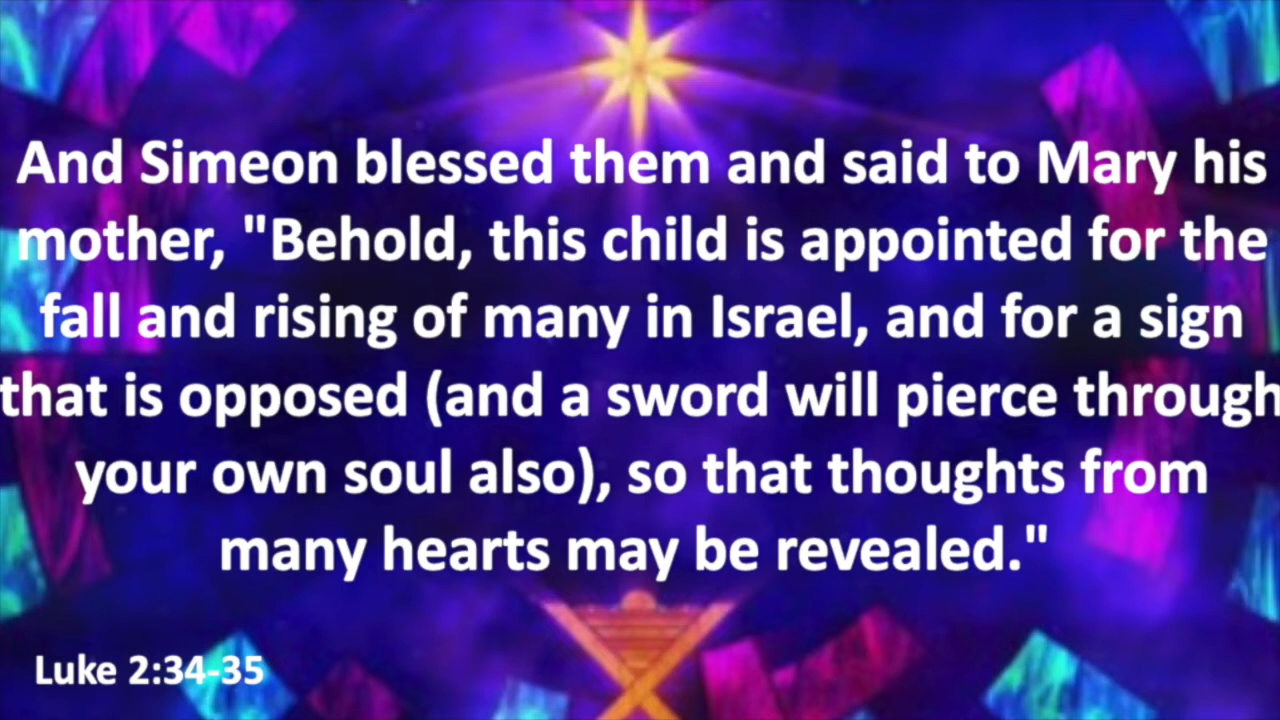 And Simeon blessed them and said to Mary his
mother, "Behold, this child is appointed for the
fall and rising of many in Israel, and for a sign
that is opposed (and a sword will pierce through
your own soul also), so that thoughts from
many hearts may be revealed."
Luke 2:34-35